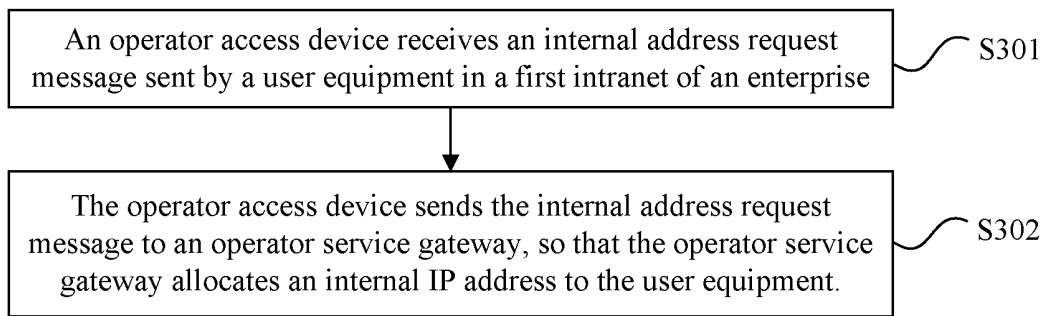 An operator access device receives an internal address request
message sent by a user equipment in a first intranet of an enterprise
S301
The operator access device sends the internal address request
message to an operator service gateway, so that the operator service
gateway allocates an internal IP address to the user equipment.
S302